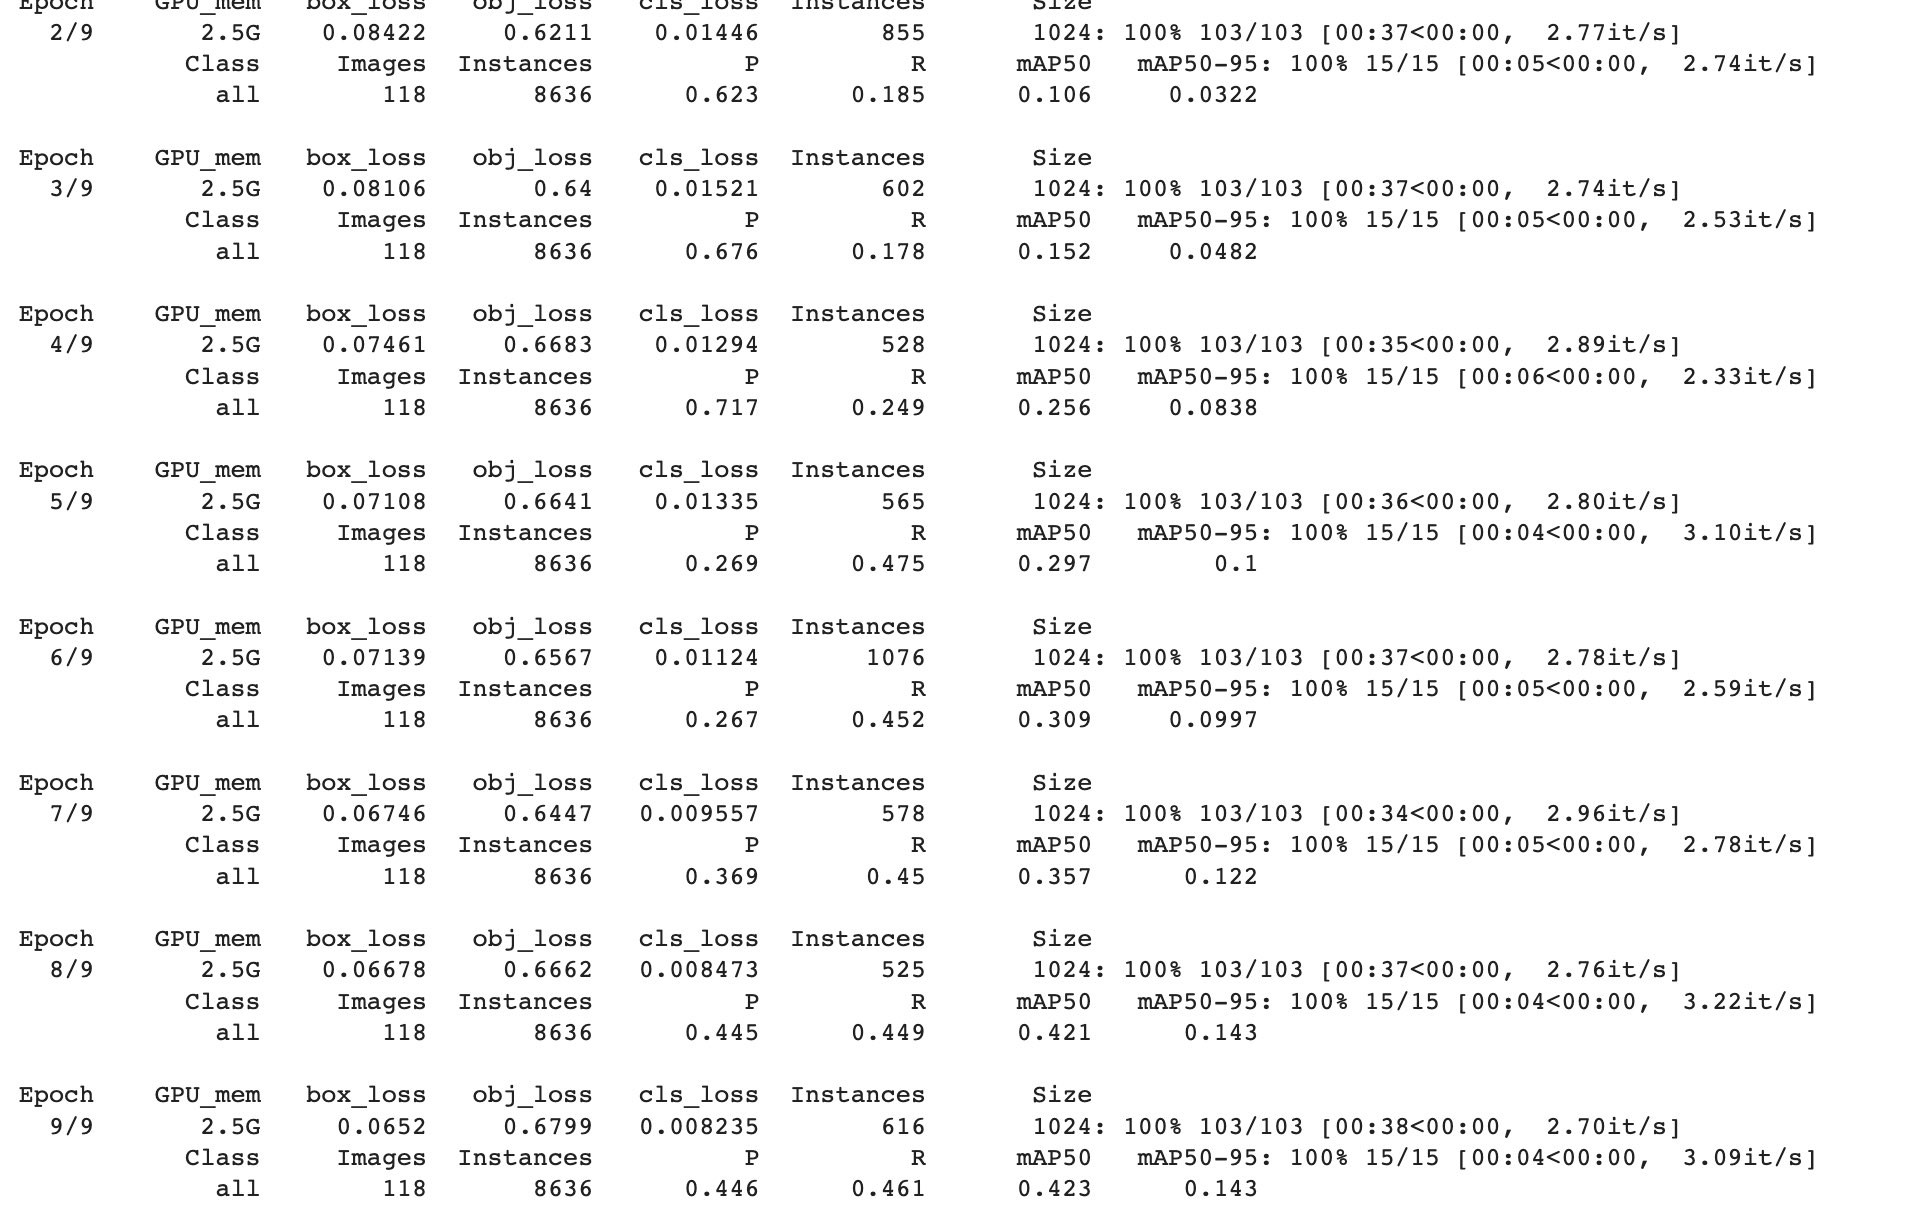 Epoch GPU_mem box_loss obj_loss cls_loss Instances Size
2/9 2.5G 0.08422 0.6211 0.01446 855 1024: 100% 103/103 [00:37<00:00, 2.77it/s]
Class Images Instances P R mAP50 mAP50-95: 100% 15/15 [00:05<00:00, 2.74it/s]
all 118 8636 0.623 0.185 0.106 0.0322
Epoch GPU_mem box_loss obj_loss cls_loss Instances Size
3/9 2.5G 0.08106 0.64 0.01521 602 1024: 100% 103/103 [00:37<00:00, 2.74it/s]
Class Images Instances P R mAP50 mAP50-95: 100% 15/15 [00:05<00:00, 2.53it/s]
all 118 8636 0.676 0.178 0.152 0.0482
Epoch GPU_mem box_loss obj_loss cls_loss Instances Size
4/9 2.5G 0.07461 0.6683 0.01294 528 1024: 100% 103/103 [00:35<00:00, 2.89it/s]
Class Images Instances P R mAP50 mAP50-95: 100% 15/15 [00:06<00:00, 2.33it/s]
all 118 8636 0.717 0.249 0.256 0.0838
Epoch GPU_mem box_loss obj_loss cls_loss Instances Size
5/9 2.5G 0.07108 0.6641 0.01335 565 1024: 100% 103/103 [00:36<00:00, 2.80it/s]
Class Images Instances P R mAP50 mAP50-95: 100% 15/15 [00:04<00:00, 3.10it/s]
all 118 8636 0.269 0.475 0.297 0.1
Epoch GPU_mem box_loss obj_loss cls_loss Instances Size
6/9 2.5G 0.07139 0.6567 0.01124 1076 1024: 100% 103/103 [00:37<00:00, 2.78it/s]
Class Images Instances P R mAP50 mAP50-95: 100% 15/15 [00:05<00:00, 2.59it/s]
all 118 8636 0.267 0.452 0.309 0.0997
Epoch GPU_mem box_loss obj_loss cls_loss Instances Size
7/9 2.5G 0.06746 0.6447 0.009557 578 1024: 100% 103/103 [00:34<00:00, 2.96it/s]
Class Images Instances P R mAP50 mAP50-95: 100% 15/15 [00:05<00:00, 2.78it/s]
all 118 8636 0.369 0.45 0.357 0.122
Epoch GPU_mem box_loss obj_loss cls_loss Instances Size
8/9 2.5G 0.06678 0.6662 0.008473 525 1024: 100% 103/103 [00:37<00:00, 2.76it/s]
Class Images Instances P R mAP50 mAP50-95: 100% 15/15 [00:04<00:00, 3.22it/s]
all 118 8636 0.445 0.449 0.421 0.143
Epoch GPU_mem box_loss obj_loss cls_loss Instances Size
9/9 2.5G 0.0652 0.6799 0.008235 616 1024: 100% 103/103 [00:38<00:00, 2.70it/s]
Class Images Instances P R mAP50 mAP50-95: 100% 15/15 [00:04<00:00, 3.09it/s]
all 118 8636 0.446 0.461 0.423 0.143